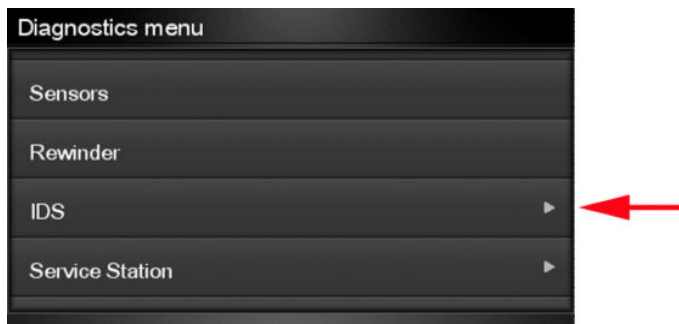 Diagnostics menu
Sensors
Rewinder
IDS
Service Station